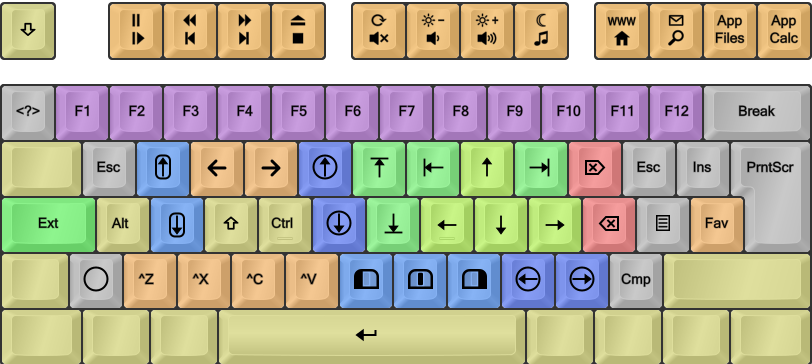 www App App
Files Calc
<?> F1 F2 F3 F4 F5 F6 F7 F8 F9 F10 F11 F12 Break
Esc Esc Ins PrntScr
Ext Alt Ctrl Fav
^Z ^X ^C ^V Cmp